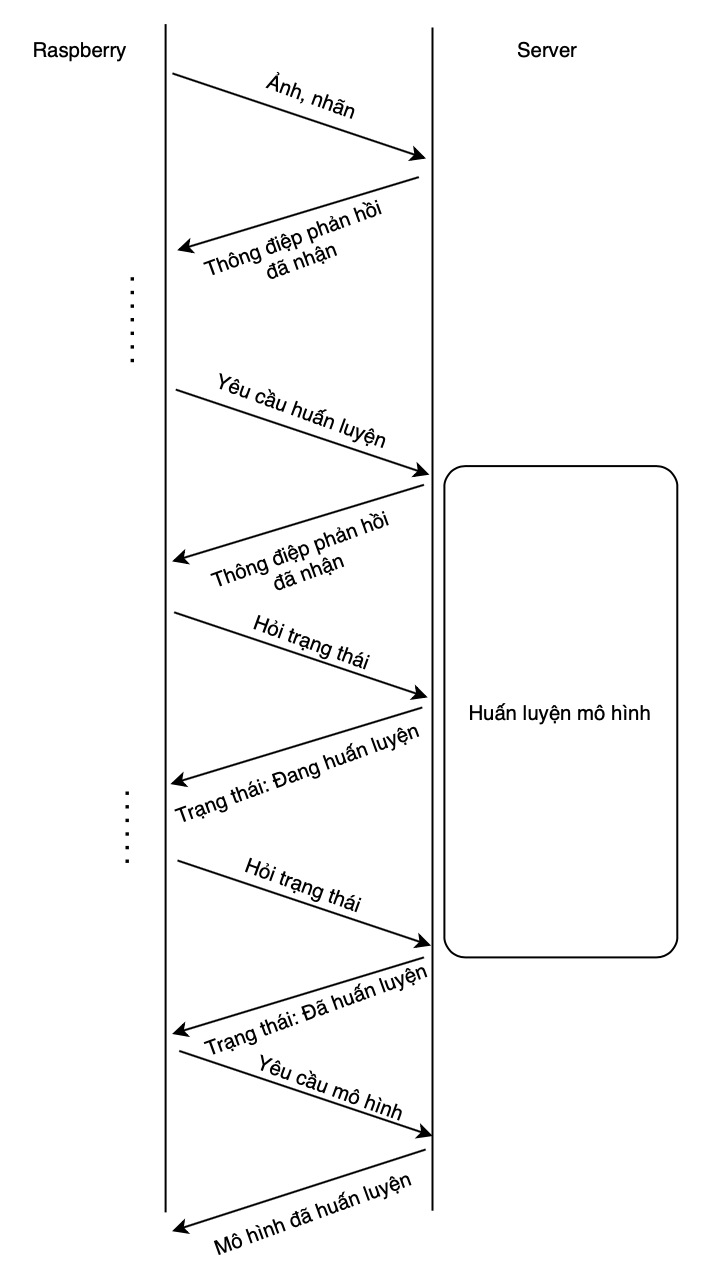 Raspberry
Server
Ảnh, nhãn
Thông điệp phản hồi
đã nhận
Yêu cầu huấn luyện
Thông điệp phản hồi
đã nhận
Hỏi trạng thái
Huấn luyện mô hình
Trạng thái: Đang huấn luyện
Hỏi trạng thái
Trạng thái: Đã huấn luyện
Yêu cầu mô hình
Mô hình đã huấn luyện